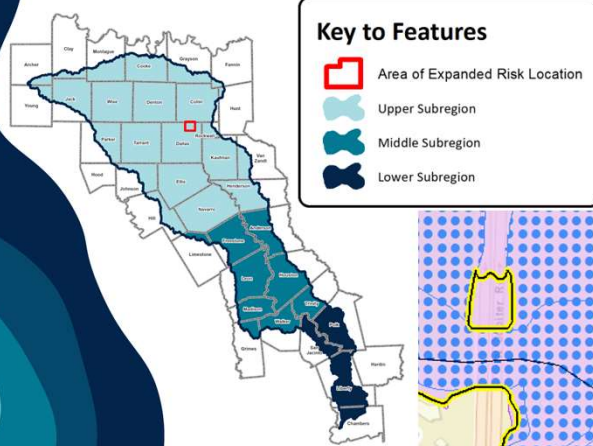 Key to Features
Area of Expanded Risk Location
Upper Subregion
Middle Subregion
Lower Subregion
Clay
Montague
Cooke
Grayson
Fannin
Archer
Young
Jack
Wise
Denton
Collin
Hunt
Parker
Tarrant
Dallas
Rockwall
Kaufman
Van
Zandt
Hood
Johnson
Ellis
Henderson
Hill
Navarro
Anderson
Freestone
Limestone
Leon
Houston
Madison
Trinity
Walker
Polk
Grimes
San
Jacinto
Hardin
Liberty
Chambers